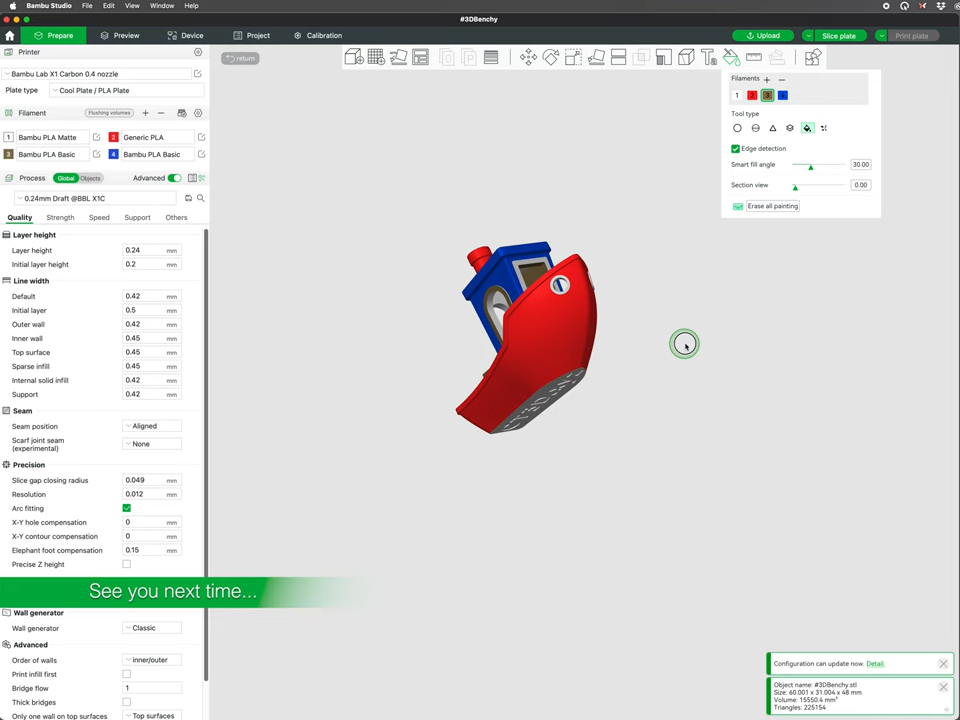 Bambu Studio File Edit View Window Help
#3DBenchy
Prepare Preview Device Project Calibration Upload Slice plate Print plate
Printer
return
Bambu Lab X1 Carbon 0.4 nozzle
Plate type Cool Plate / PLA Plate
Filament Flushing volumes
1 Bambu PLA Matte 2 Generic PLA
3 Bambu PLA Basic 4 Bambu PLA Basic
Process Global Objects Advanced
0.24mm Draft @BBL X1C
Quality Strength Speed Support Others
Layer height
Layer height 0.24 mm
Initial layer height 0.2 mm
Line width
Default 0.42 mm
Initial layer 0.5 mm
Outer wall 0.42 mm
Inner wall 0.45 mm
Top surface 0.45 mm
Sparse infill 0.45 mm
Internal solid infill 0.42 mm
Support 0.42 mm
Seam
Seam position Aligned
Scarf joint seam
(experimental) None
Precision
Slice gap closing radius 0.049 mm
Resolution 0.012 mm
Arc fitting
X-Y hole compensation 0 mm
X-Y contour compensation 0 mm
Elephant foot compensation 0.15 mm
Precise Z height
See you next time...
Wall generator
Wall generator Classic
Advanced
Order of walls inner/outer
Print infill first
Bridge flow 1
Thick bridges
Only one wall on top surfaces Top surfaces
Filaments + −
1 2 3 4
Tool type
Edge detection
Smart fill angle 30.00
Section view 0.00
Erase all painting
Configuration can update now. Detail.
Object name: #3DBenchy.stl
Size: 60.001 x 31.004 x 48 mm
Volume: 15550.4 mm³
Triangles: 225154